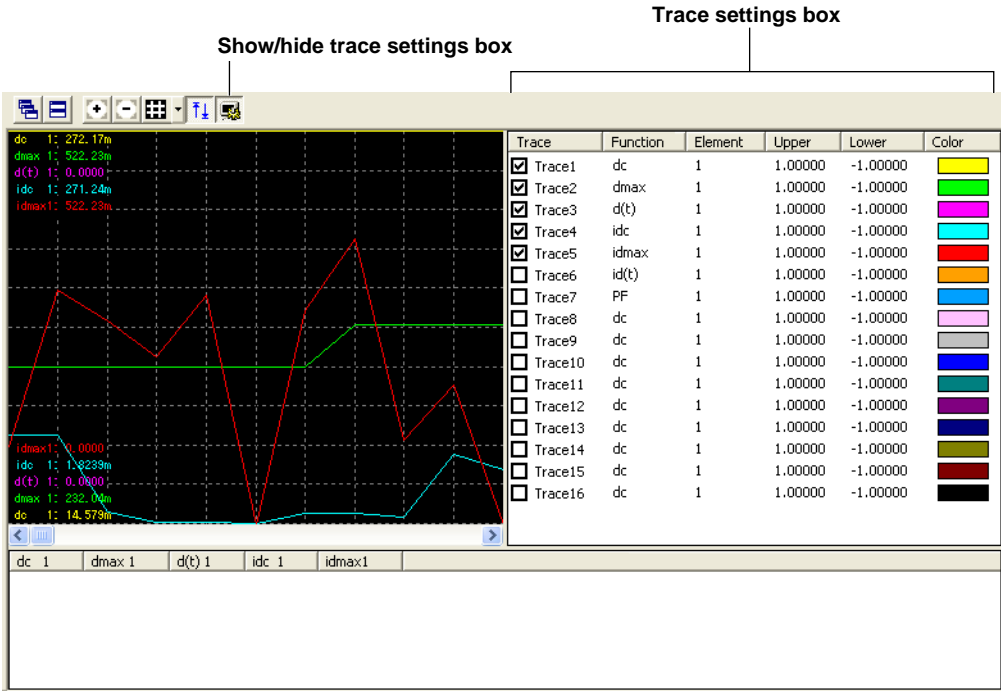 Trace settings box
Show/hide trace settings box
dc 1: 272.17m
dmax 1: 522.23m
d(t) 1: 0.0000
idc 1: 271.24m
idmax1: 522.23m
idmax1: 0.0000
idc 1: 1.8239m
d(t) 1: 0.0000
dmax 1: 232.04m
dc 1: 14.579m
Trace Function Element Upper Lower Color
Trace1 dc 1 1.00000 -1.00000
Trace2 dmax 1 1.00000 -1.00000
Trace3 d(t) 1 1.00000 -1.00000
Trace4 idc 1 1.00000 -1.00000
Trace5 idmax 1 1.00000 -1.00000
Trace6 id(t) 1 1.00000 -1.00000
Trace7 PF 1 1.00000 -1.00000
Trace8 dc 1 1.00000 -1.00000
Trace9 dc 1 1.00000 -1.00000
Trace10 dc 1 1.00000 -1.00000
Trace11 dc 1 1.00000 -1.00000
Trace12 dc 1 1.00000 -1.00000
Trace13 dc 1 1.00000 -1.00000
Trace14 dc 1 1.00000 -1.00000
Trace15 dc 1 1.00000 -1.00000
Trace16 dc 1 1.00000 -1.00000
dc 1 dmax 1 d(t) 1 idc 1 idmax1